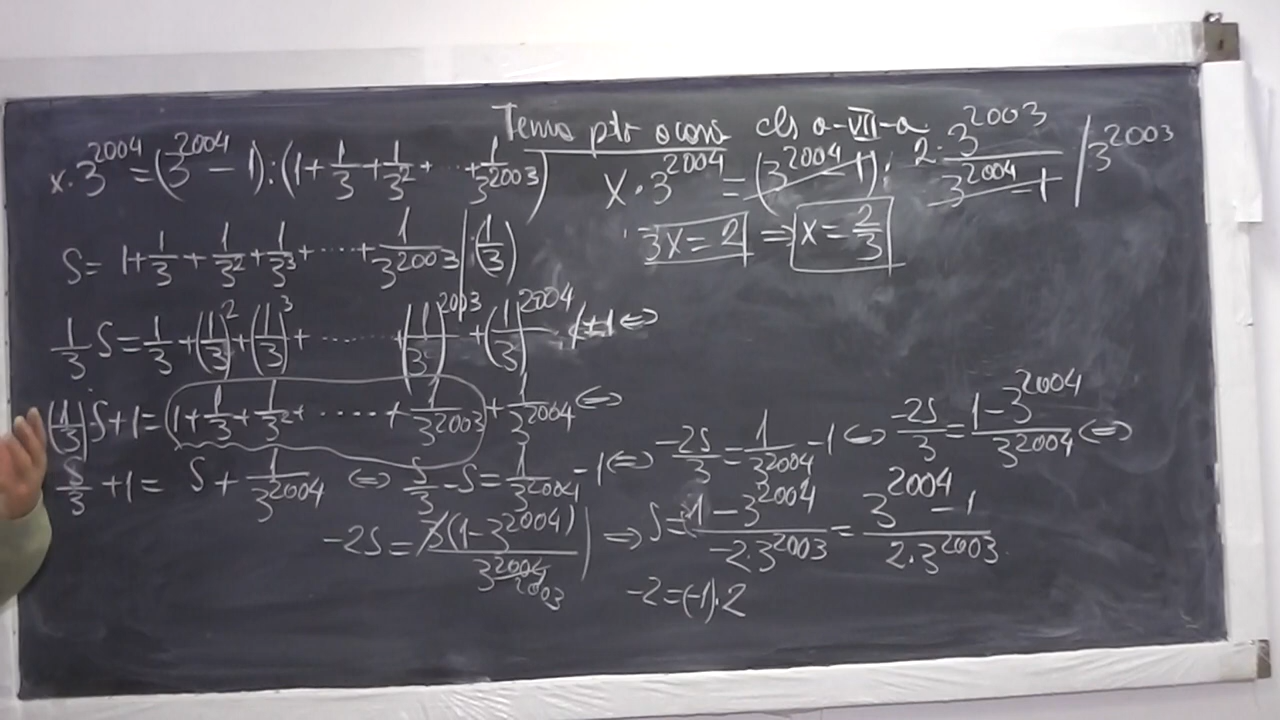 Tema ptr acasă cls a-VII-a
x·3^2004 = (3^2004 - 1):(1+1/3+1/3^2+.....+1/3^2003)
x·3^2004 = (3^2004 - 1): 2·3^2003/3^2004-1 | 3^2003
3x=2 ⇒ x=2/3
S= 1+1/3+1/3^2+1/3^3+.....+1/3^2003 |·(1/3)
1/3 S = 1/3+(1/3)^2+(1/3)^3+........+(1/3)^2003+(1/3)^2004 /+1 ⇔
(1/3)·S+1=(1+1/3+1/3^2+......+1/3^2003)+1/3^2004 ⇔
S/3+1= S+1/3^2004 ⇔ S/3-S=1/3^2004-1 ⇔ -2S/3=1/3^2004-1 ⇔ -2S/3=1-3^2004/3^2004 ⇔
-2S=3(1-3^2004)/3^2004 2003 | ⇒ S=1-3^2004/-2·3^2003=3^2004-1/2·3^2003
-2=(-1)·2